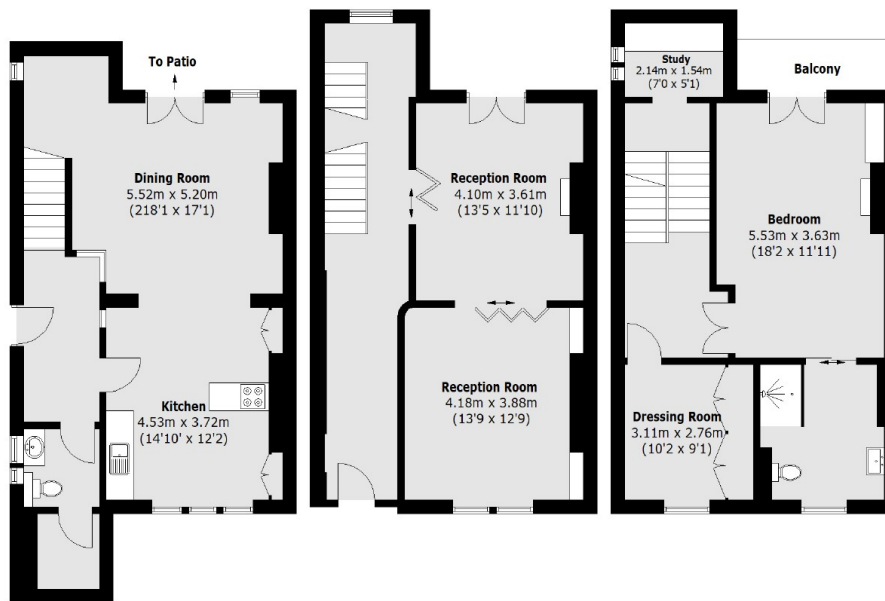 To Patio
Dining Room
5.52m x 5.20m
(218'1 x 17'1)
Kitchen
4.53m x 3.72m
(14'10' x 12'2)
Reception Room
4.10m x 3.61m
(13'5 x 11'10)
Reception Room
4.18m x 3.88m
(13'9 x 12'9)
Study
2.14m x 1.54m
(7'0 x 5'1)
Balcony
Bedroom
5.53m x 3.63m
(18'2 x 11'11)
Dressing Room
3.11m x 2.76m
(10'2 x 9'1)